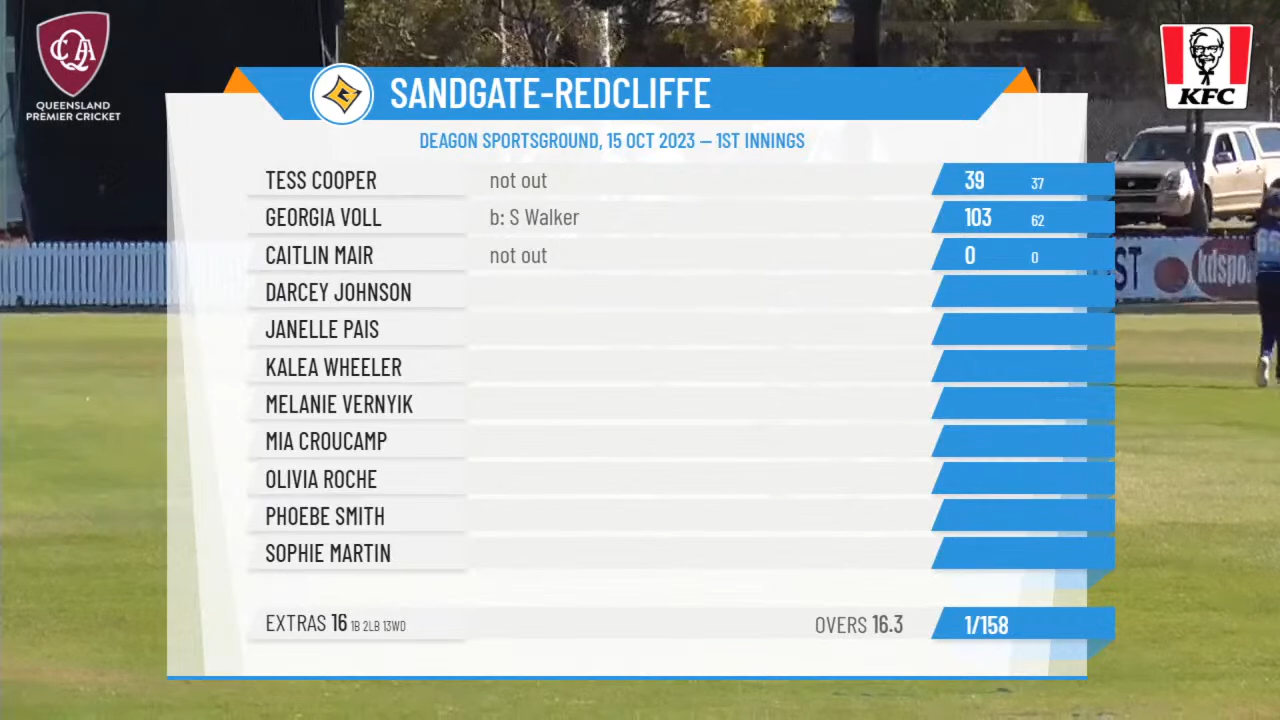 QUEENSLAND
PREMIER CRICKET
KFC
SANDGATE-REDCLIFFE
DEAGON SPORTSGROUND, 15 OCT 2023 – 1ST INNINGS
TESS COOPER not out 39 37
GEORGIA VOLL b: S Walker 103 62
CAITLIN MAIR not out 0 0
DARCEY JOHNSON
JANELLE PAIS
KALEA WHEELER
MELANIE VERNYIK
MIA CROUCAMP
OLIVIA ROCHE
PHOEBE SMITH
SOPHIE MARTIN
EXTRAS 16 1B 2LB 13WD OVERS 16.3 1/158